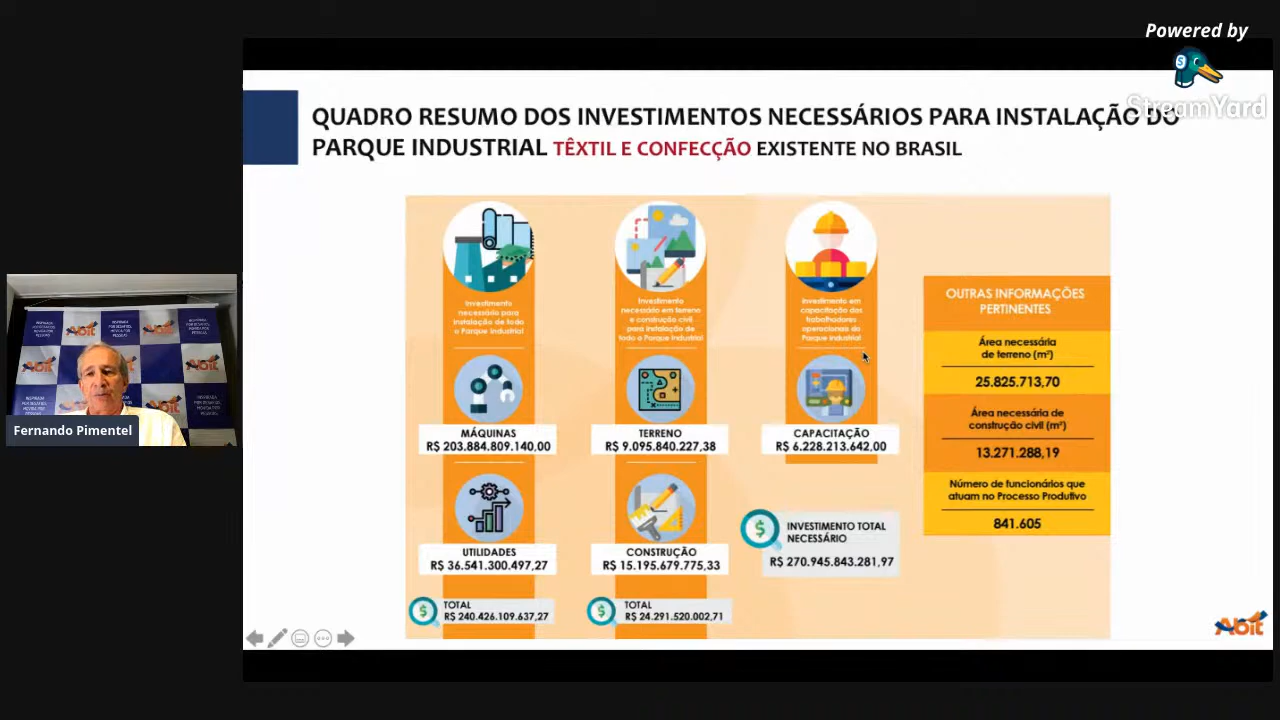 Powered by
StreamYard
QUADRO RESUMO DOS INVESTIMENTOS NECESSÁRIOS PARA INSTALAÇÃO DO
PARQUE INDUSTRIAL TÊXTIL E CONFECÇÃO EXISTENTE NO BRASIL
Investimento
necessário para
instalação de todo
o Parque Industrial
MÁQUINAS
R$ 203.884.809.140,00
UTILIDADES
R$ 36.541.300.497,27
TOTAL
R$ 240.426.109.637,27
Investimento
necessário em terreno
e construção civil
para instalação de
todo o Parque Industrial
TERRENO
R$ 9.095.840.227,38
CONSTRUÇÃO
R$ 15.195.679.775,33
TOTAL
R$ 24.291.520.002,71
Investimento em
capacitação dos
trabalhadores
operacionais do
Parque Industrial
CAPACITAÇÃO
R$ 6.228.213.642,00
INVESTIMENTO TOTAL
NECESSÁRIO
R$ 270.945.843.281,97
OUTRAS INFORMAÇÕES
PERTINENTES
Área necessária
de terreno (m²)
25.825.713,70
Área necessária de
construção civil (m²)
13.271.288,19
Número de funcionários que
atuam no Processo Produtivo
841.605
Abit
Abit
Abit
Fernando Pimentel